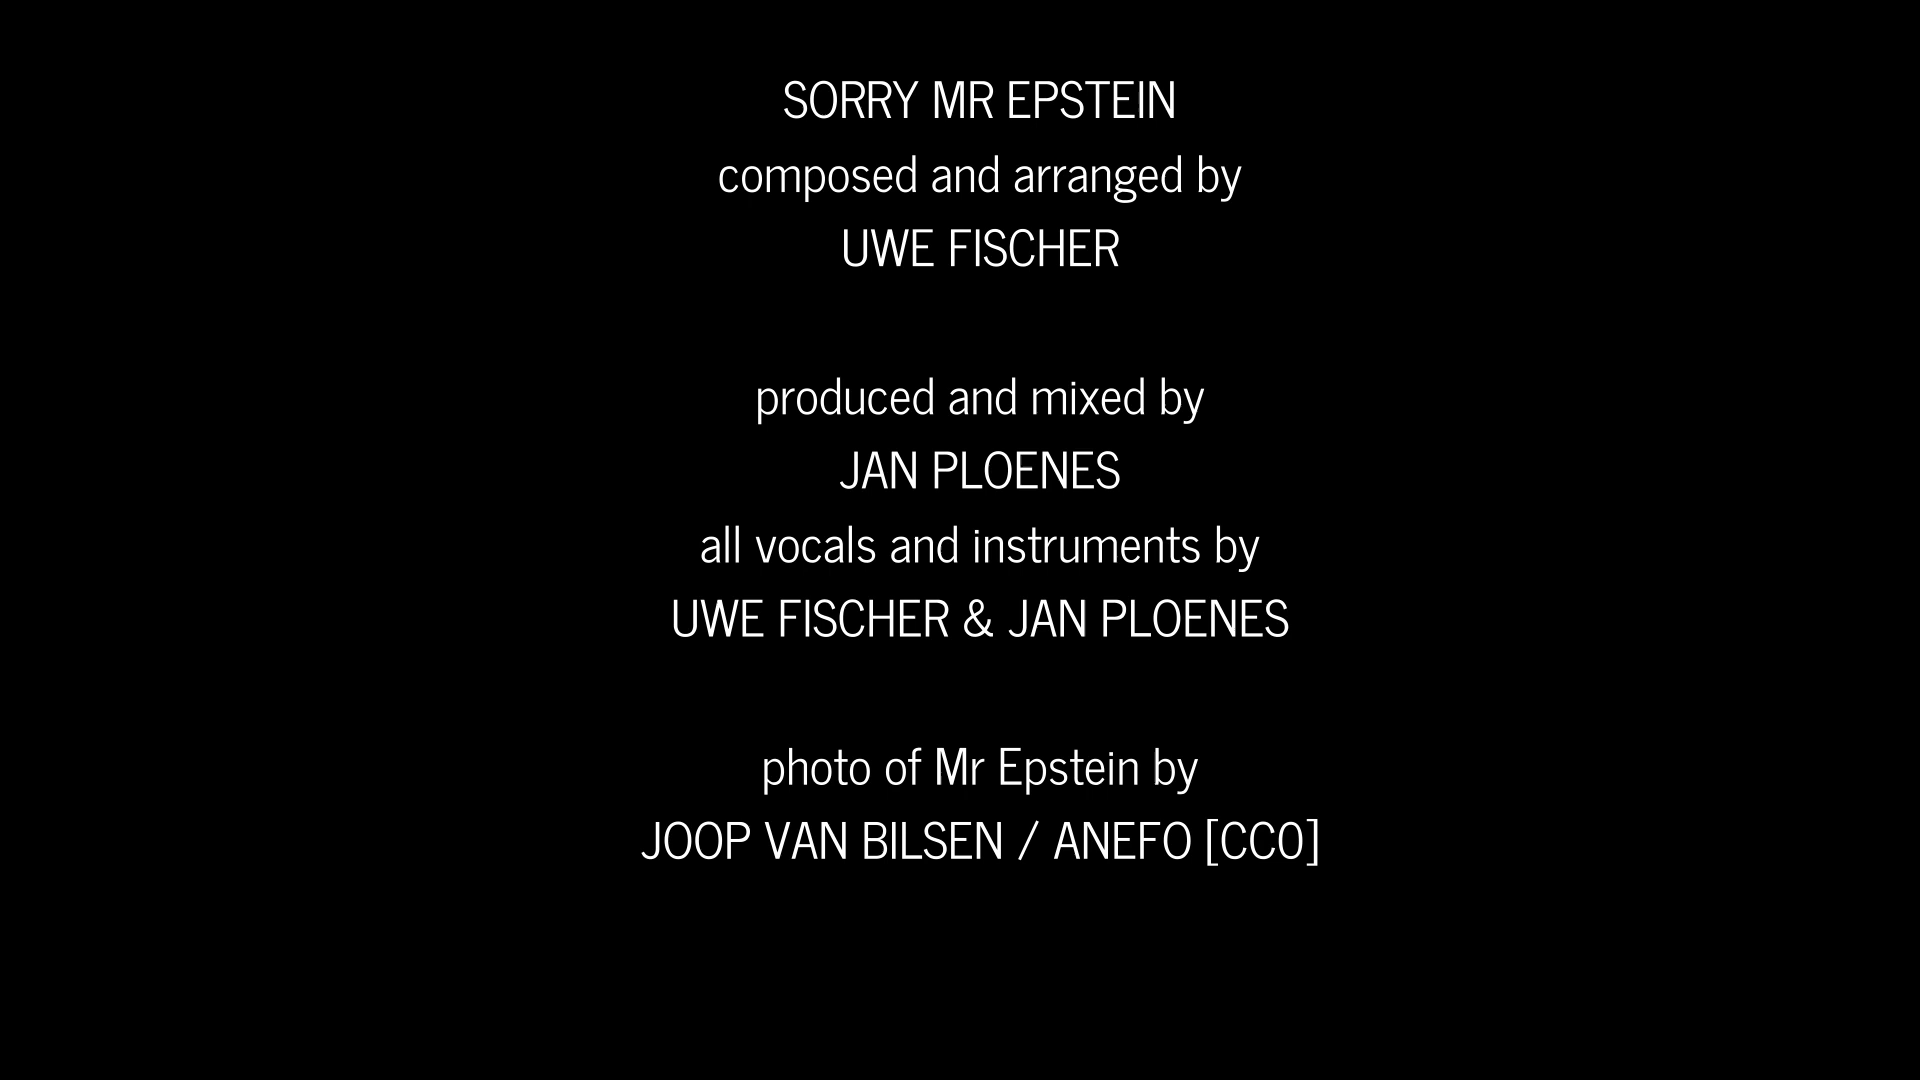 SORRY MR EPSTEIN
composed and arranged by
UWE FISCHER
produced and mixed by
JAN PLOENES
all vocals and instruments by
UWE FISCHER & JAN PLOENES
photo of Mr Epstein by
JOOP VAN BILSEN / ANEFO [CC0]